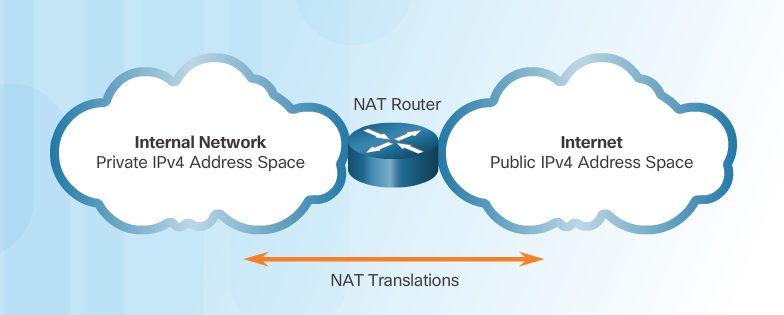 NAT Router
Internal Network
Private IPv4 Address Space
Internet
Public IPv4 Address Space
NAT Translations